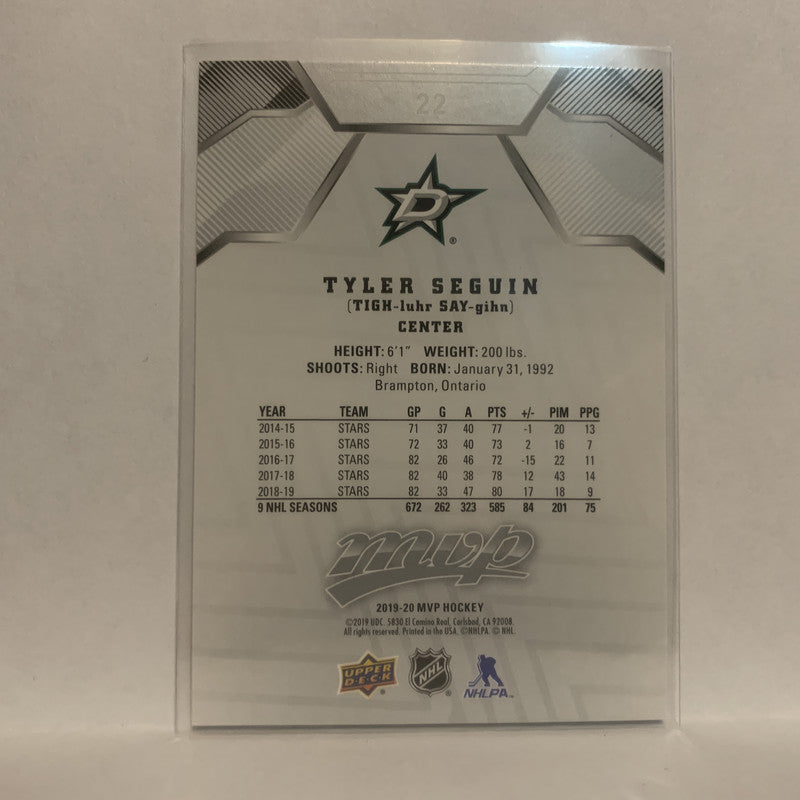 22
D
TYLER SEGUIN
(TIGH-luhr SAY-gihn)
CENTER
HEIGHT: 6'1" WEIGHT: 200 lbs.
SHOOTS: Right BORN: January 31, 1992
Brampton, Ontario
YEAR TEAM GP G A PTS +/- PIM PPG
2014-15 STARS 71 37 40 77 -1 20 13
2015-16 STARS 72 33 40 73 2 16 7
2016-17 STARS 82 26 46 72 -15 22 11
2017-18 STARS 82 40 38 78 12 43 14
2018-19 STARS 82 33 47 80 17 18 9
9 NHL SEASONS 672 262 323 585 84 201 75
mvp
2019-20 MVP HOCKEY
©2019 UDC. 5830 El Camino Real, Carlsbad, CA 92008.
All rights reserved. Printed in the USA. ©NHLPA. © NHL.
UPPER DECK NHL NHLPA